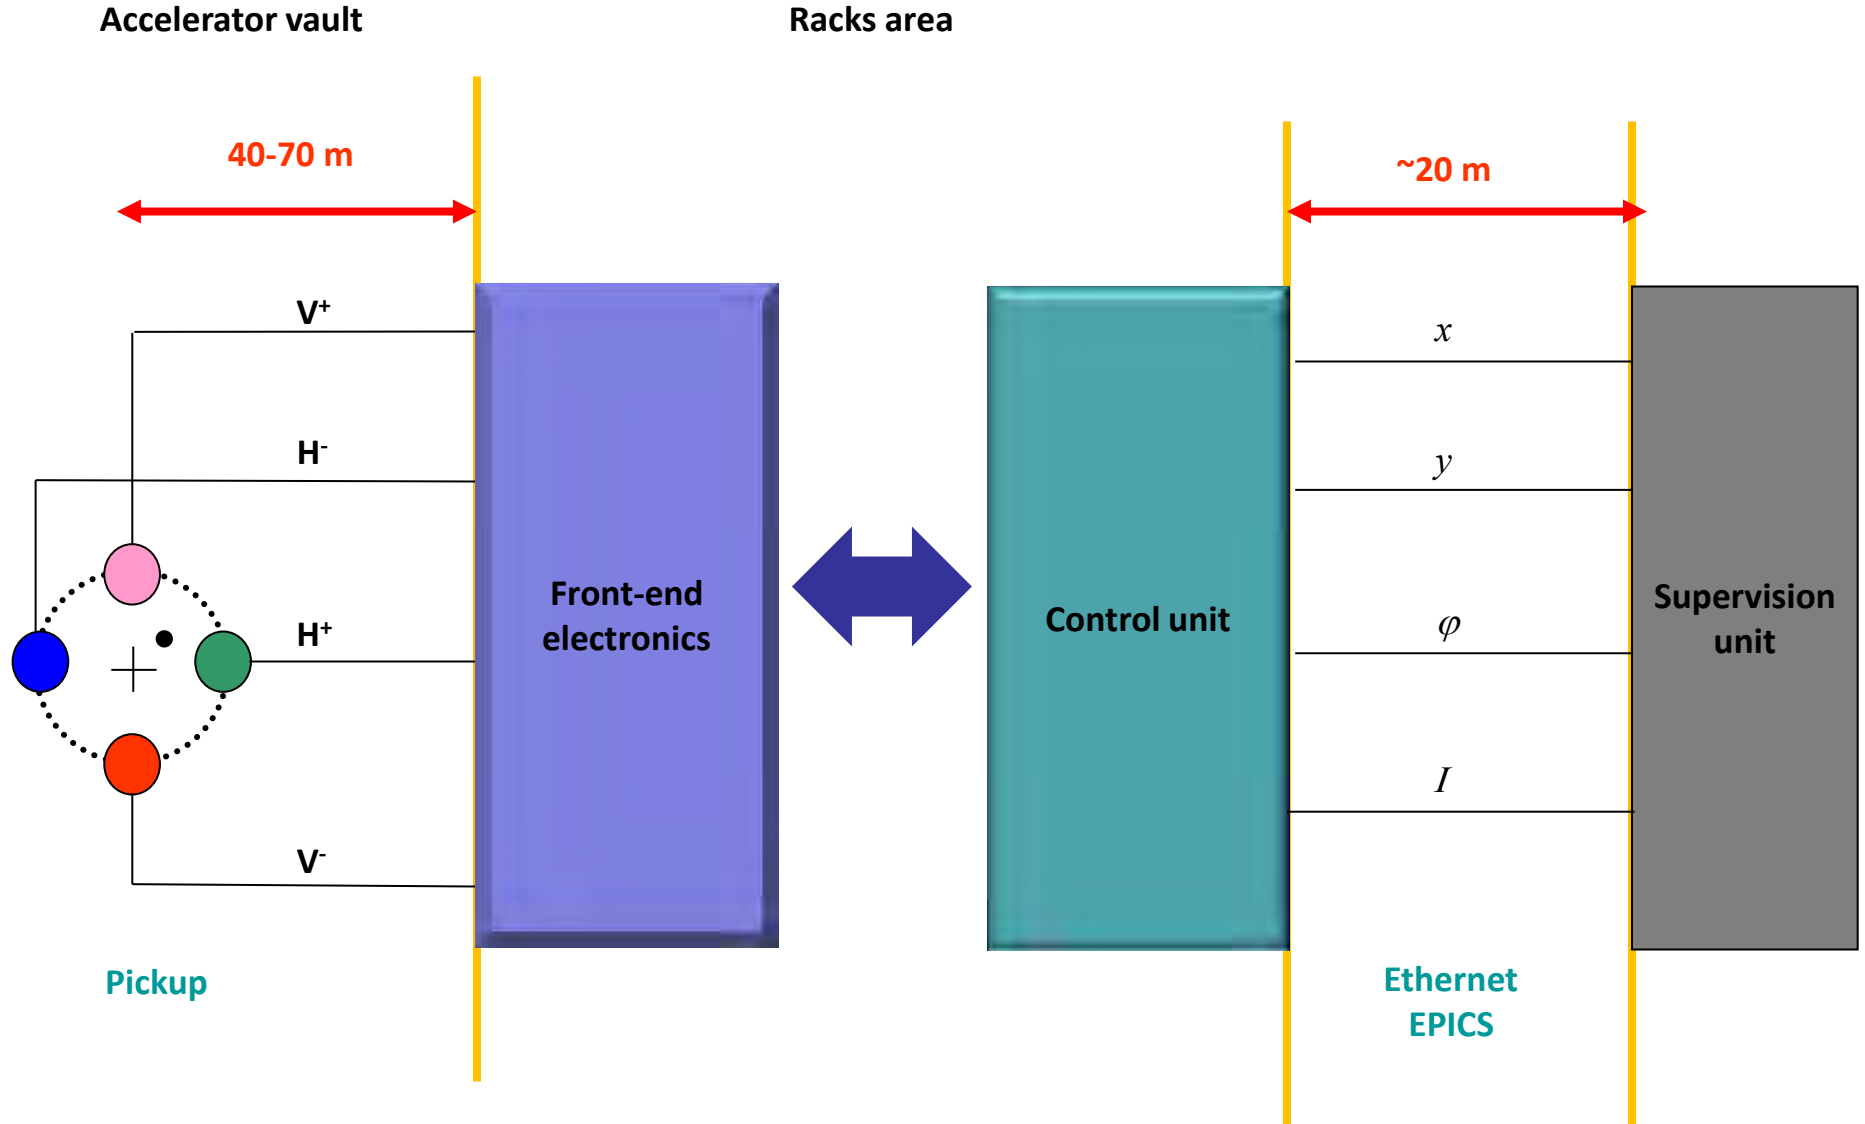 Accelerator vault
Racks area
40-70 m
~20 m
V+
H-
H+
V-
Front-end
electronics
Control unit
x
y
φ
I
Supervision
unit
Pickup
Ethernet
EPICS